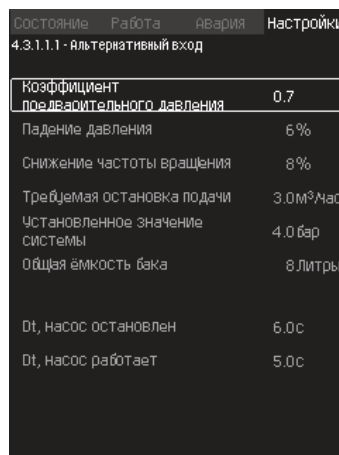 Состояние Работа Авария Настройки
4.3.1.1.1 - Альтернативный вход
Коэффициент
предварительного давления 0.7
Падение давления 6%
Снижение частоты вращения 8%
Требуемая остановка подачи 3.0м³/час
Установленное значение
системы 4.0бар
Общая ёмкость бака 8Литры
Dt, насос остановлен 6.0с
Dt, насос работает 5.0с